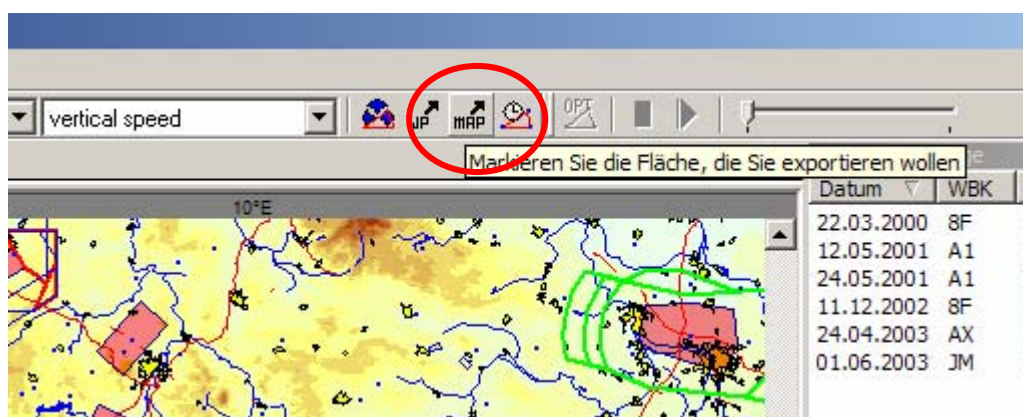 vertical speed
JP
MAP
OPT
Markieren Sie die Fläche, die Sie exportieren wollen
ge
Datum WBK
10°E
22.03.2000 8F
12.05.2001 A1
24.05.2001 A1
11.12.2002 8F
24.04.2003 AX
01.06.2003 JM